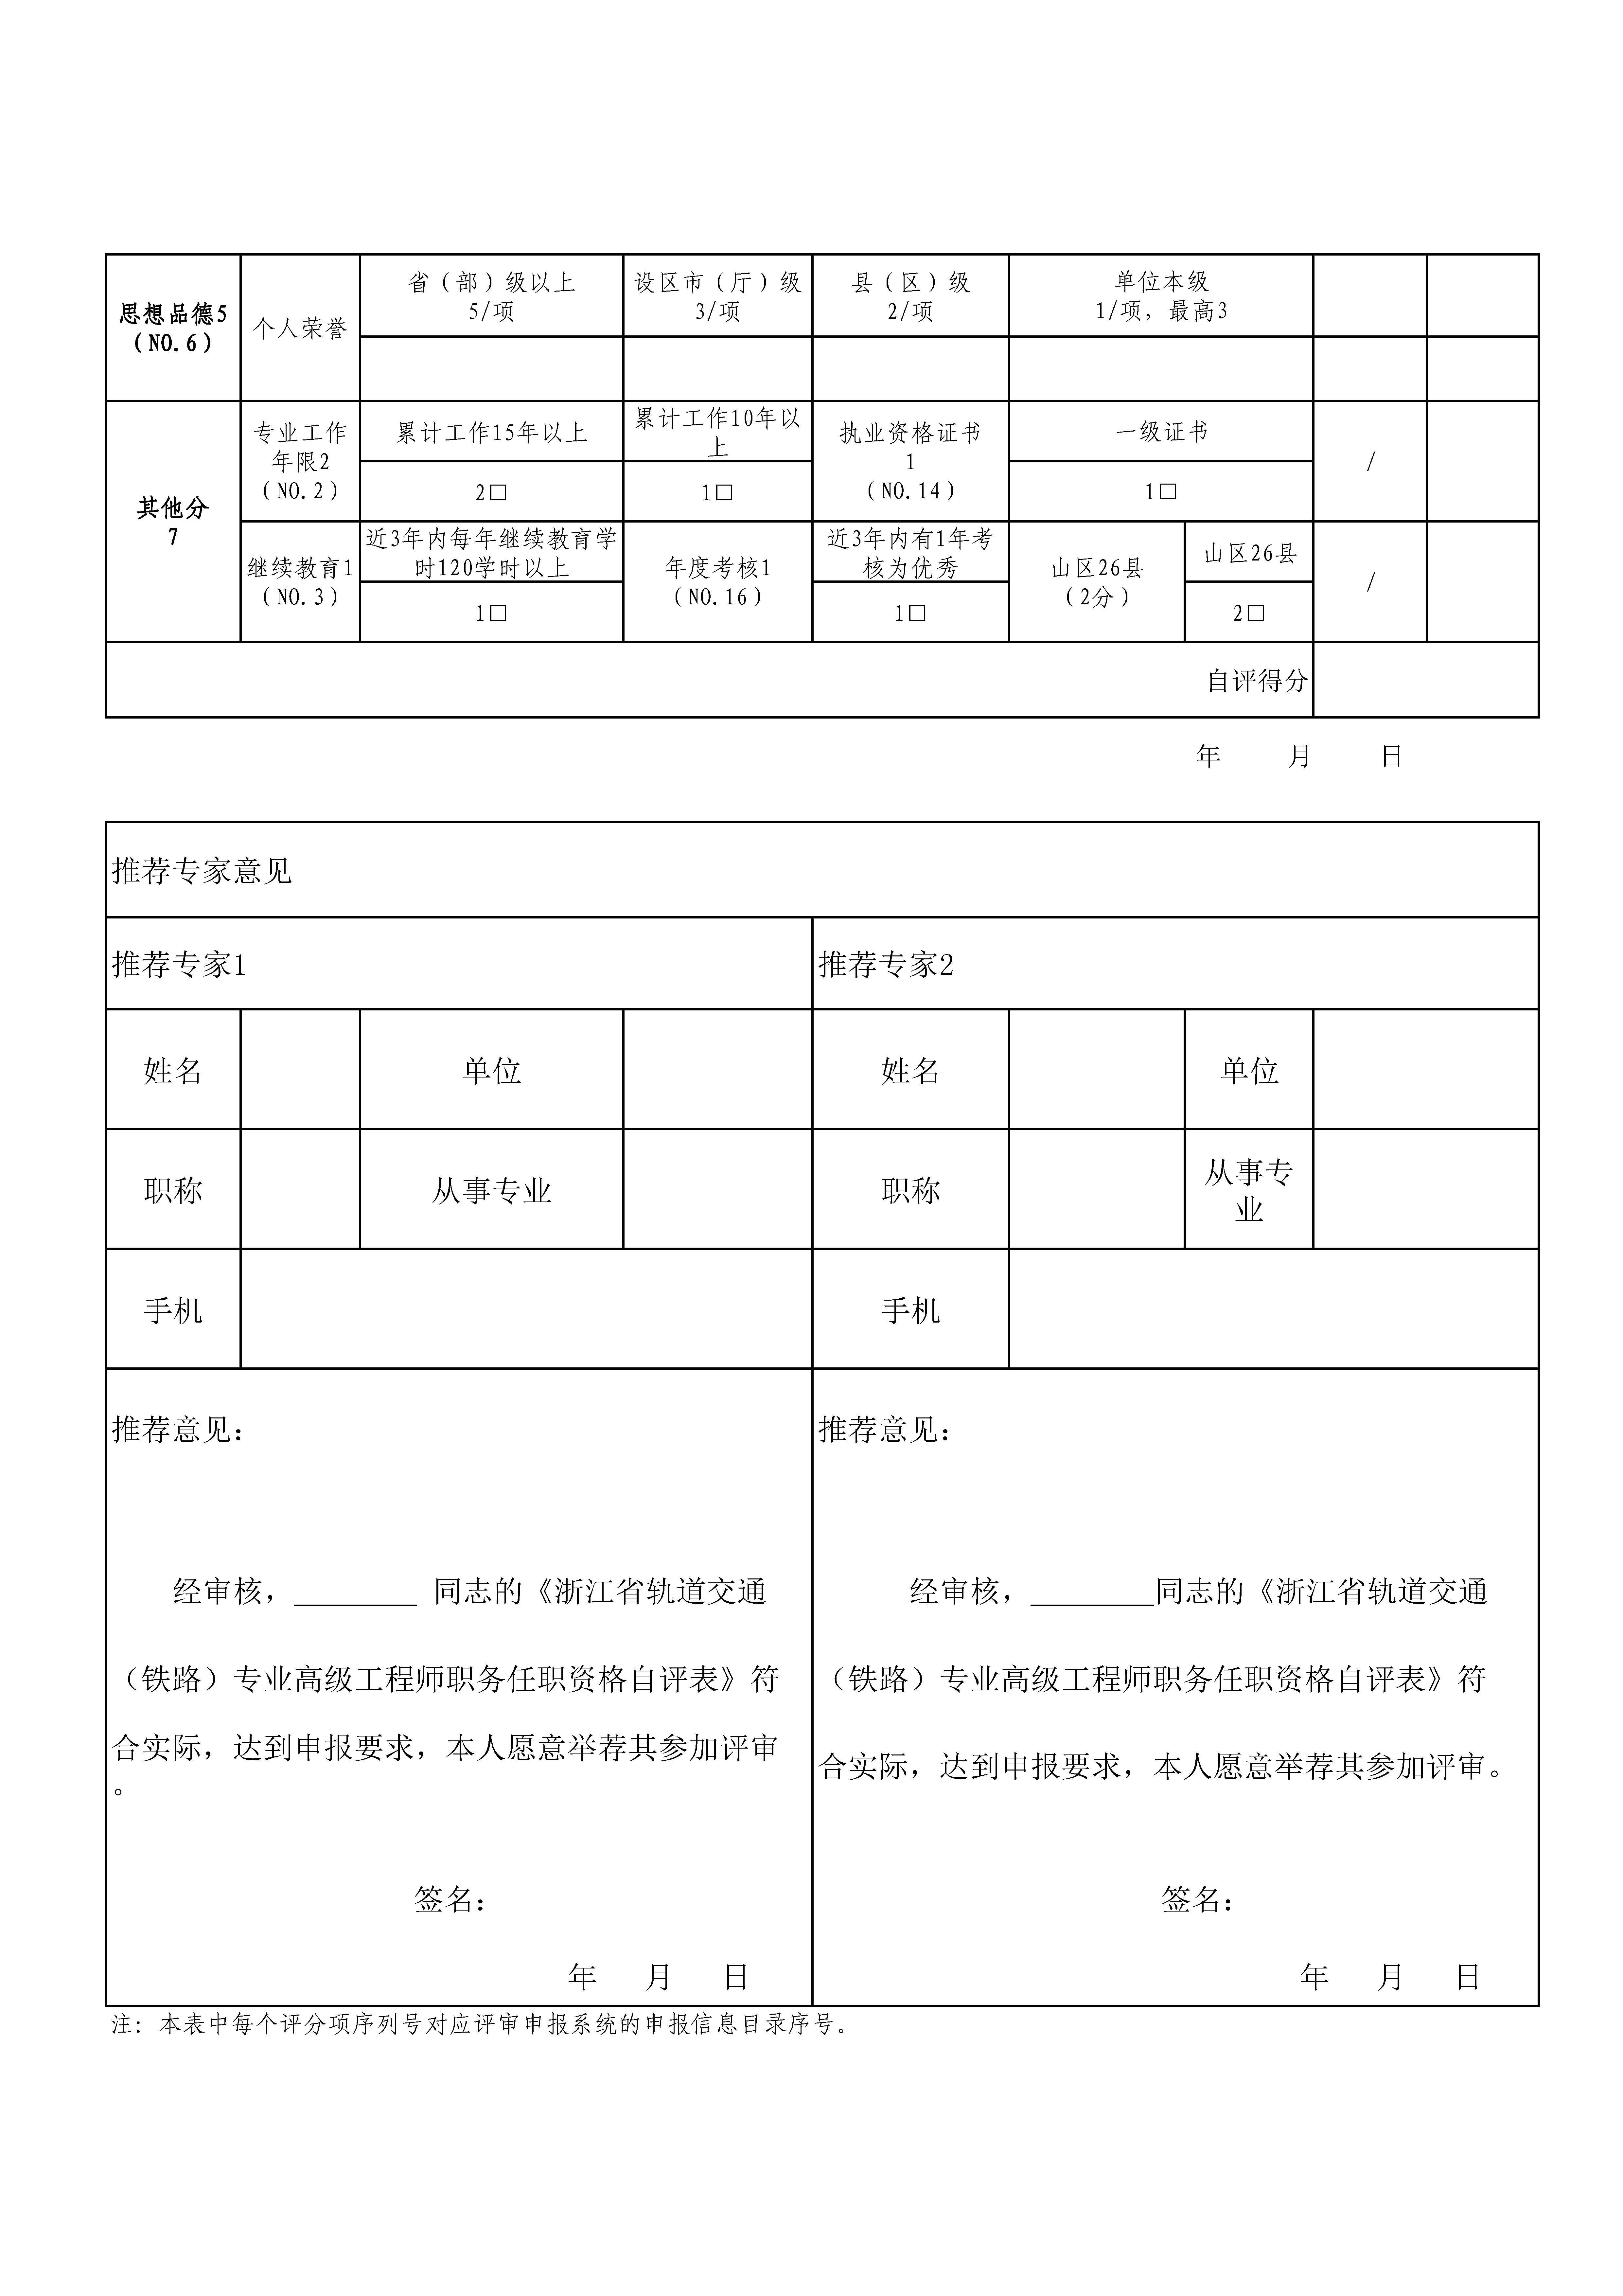 思想品德5
（NO.6）
个人荣誉
省（部）级以上
5/项
设区市（厅）级
3/项
县（区）级
2/项
单位本级
1/项，最高3
其他分
7
专业工作
年限2
（NO.2）
累计工作15年以上
累计工作10年以
上
执业资格证书
1
（NO.14）
一级证书
/
2□
1□
1□
继续教育1
（NO.3）
近3年内每年继续教育学
时120学时以上
年度考核1
（NO.16）
近3年内有1年考
核为优秀
山区26县
（2分）
山区26县
/
1□
1□
2□
自评得分
年 月 日
推荐专家意见
推荐专家1
推荐专家2
姓名 单位 姓名 单位
职称 从事专业 职称 从事专
业
手机 手机
推荐意见：
经审核，________ 同志的《浙江省轨道交通
（铁路）专业高级工程师职务任职资格自评表》符
合实际，达到申报要求，本人愿意举荐其参加评审
。
签名：
年 月 日
推荐意见：
经审核，________同志的《浙江省轨道交通
（铁路）专业高级工程师职务任职资格自评表》符
合实际，达到申报要求，本人愿意举荐其参加评审。
签名：
年 月 日
注：本表中每个评分项序列号对应评审申报系统的申报信息目录序号。